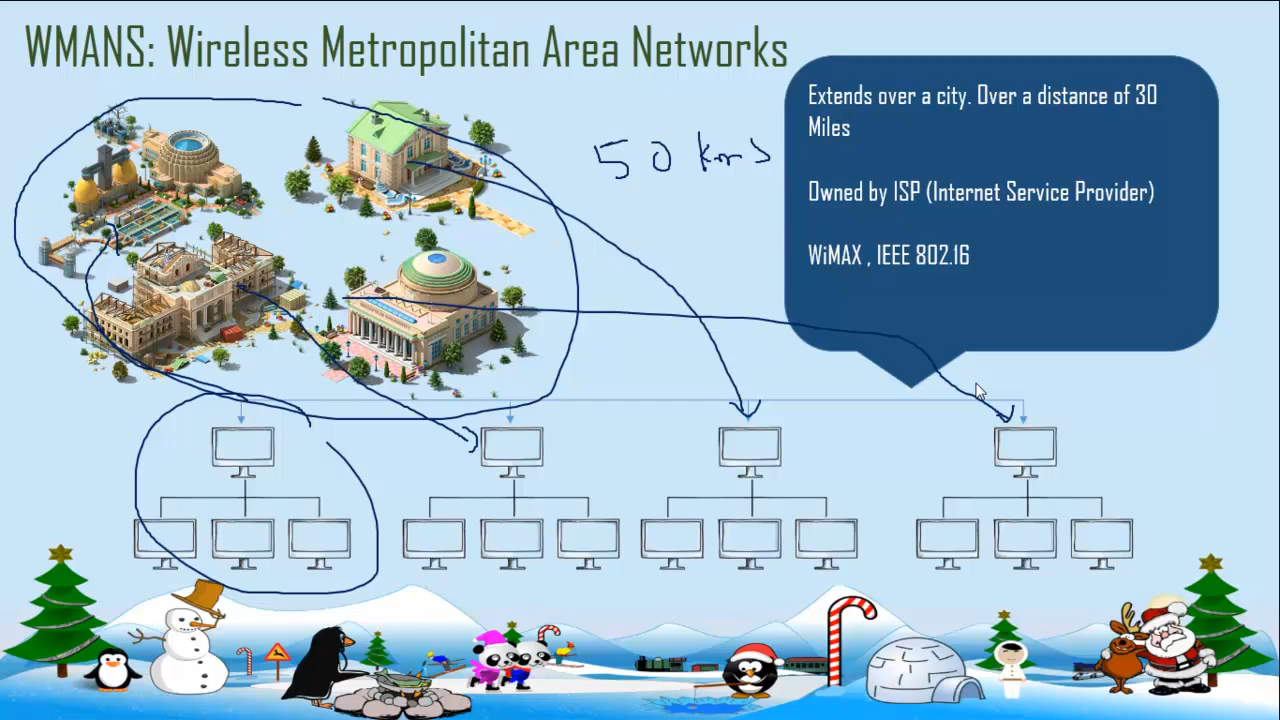 WMANS: Wireless Metropolitan Area Networks
50 kms
Extends over a city. Over a distance of 30
Miles
Owned by ISP (Internet Service Provider)
WiMAX , IEEE 802.16